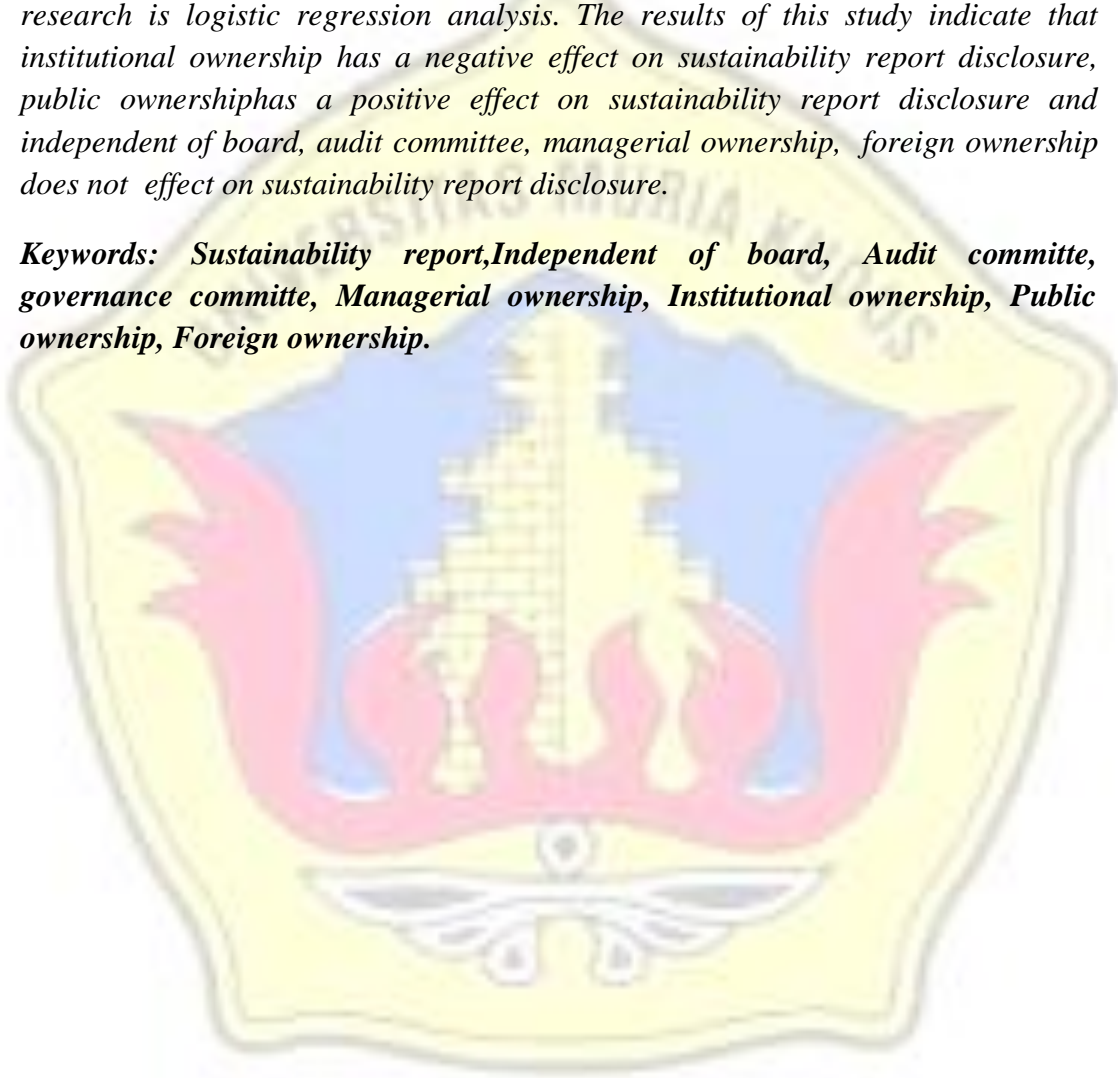 research is logistic regression analysis. The results of this study indicate that
institutional ownership has a negative effect on sustainability report disclosure,
public ownershiphas a positive effect on sustainability report disclosure and
independent of board, audit committee, managerial ownership, foreign ownership
does not effect on sustainability report disclosure.
Keywords: Sustainability report,Independent of board, Audit committe,
governance committe, Managerial ownership, Institutional ownership, Public
ownership, Foreign ownership.
UNIVERSITAS MURIA KUDUS